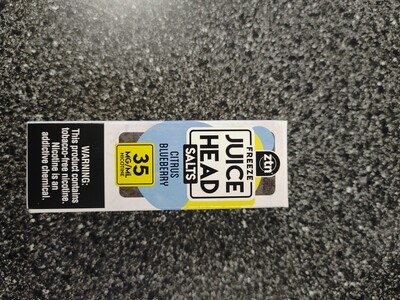 ztn
FREEZE
JUICE
HEAD
SALTS
CITRUS
BLUEBERRY
35
MG/ML
NICOTINE
WARNING:
This product contains
tobacco-free nicotine.
Nicotine is an
addictive chemical.